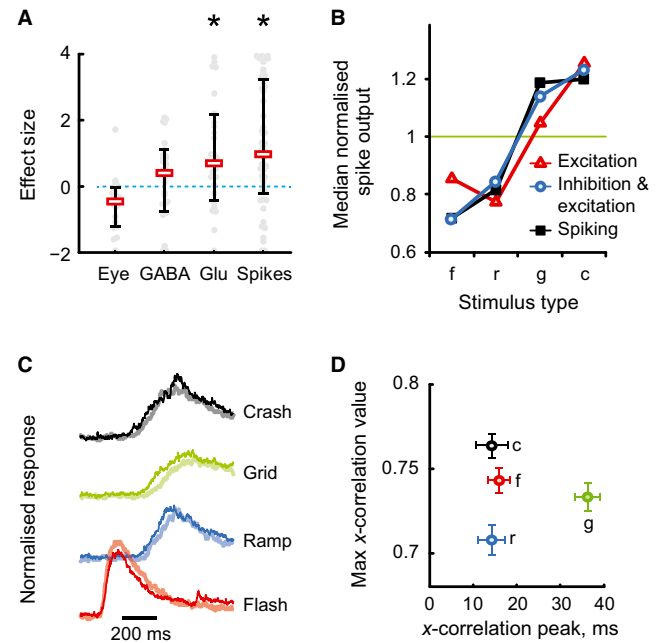 A
* *
4
2
0
−2
Effect size
Eye GABA Glu Spikes
B
1.2
1
0.8
0.6
Median normalised
spike output
Excitation
Inhibition &
excitation
Spiking
f r g c
Stimulus type
C
Normalised response
Crash
Grid
Ramp
Flash
200 ms
D
0.8
0.75
0.7
Max x-correlation value
c
f
g
r
0 10 20 30 40
x-correlation peak, ms